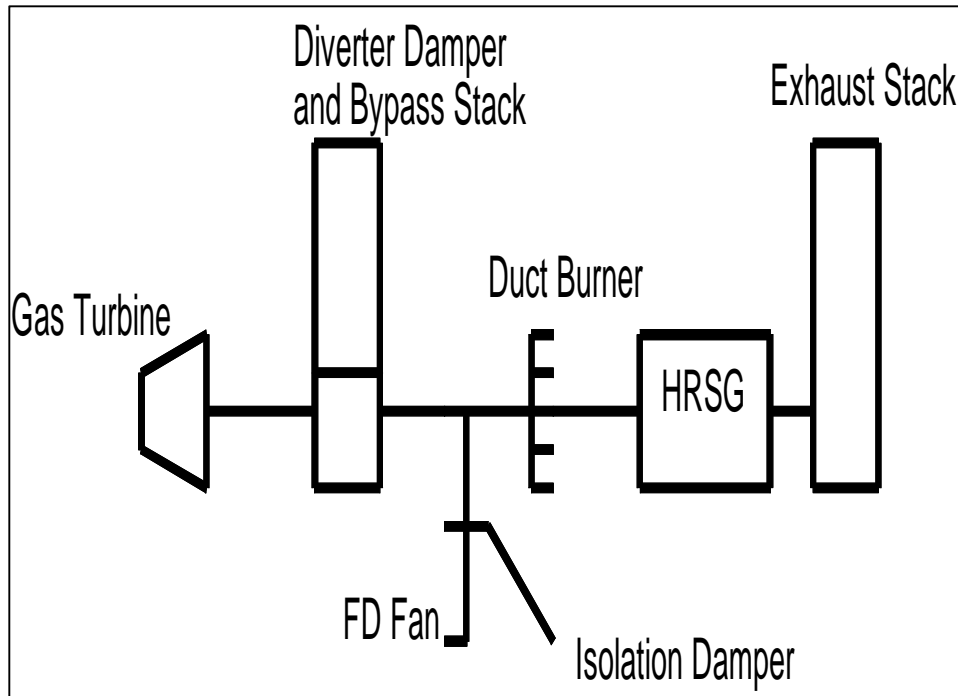 Diverter Damper
and Bypass Stack
Exhaust Stack
Duct Burner
Gas Turbine
HRSG
FD Fan
Isolation Damper